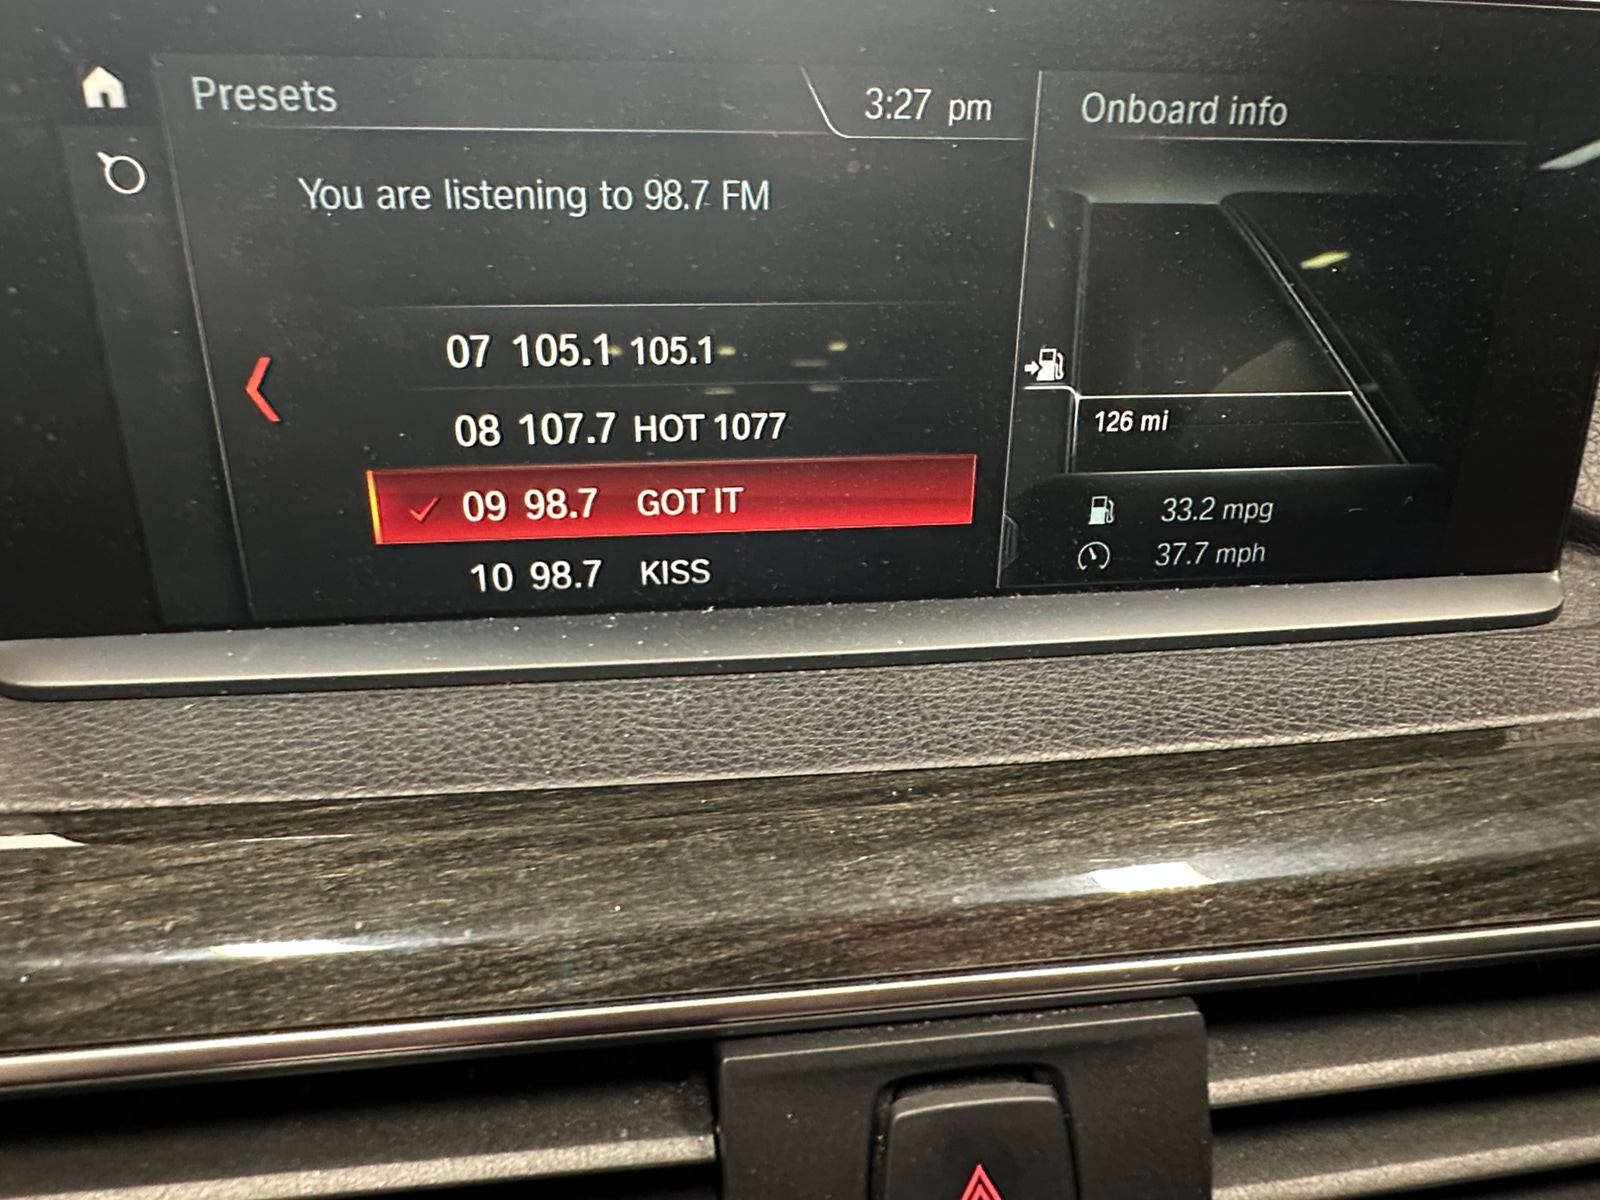 Presets
3:27 pm
Onboard info
You are listening to 98.7 FM
07 105.1 105.1
08 107.7 HOT 1077
09 98.7 GOT IT
10 98.7 KISS
126 mi
33.2 mpg
37.7 mph